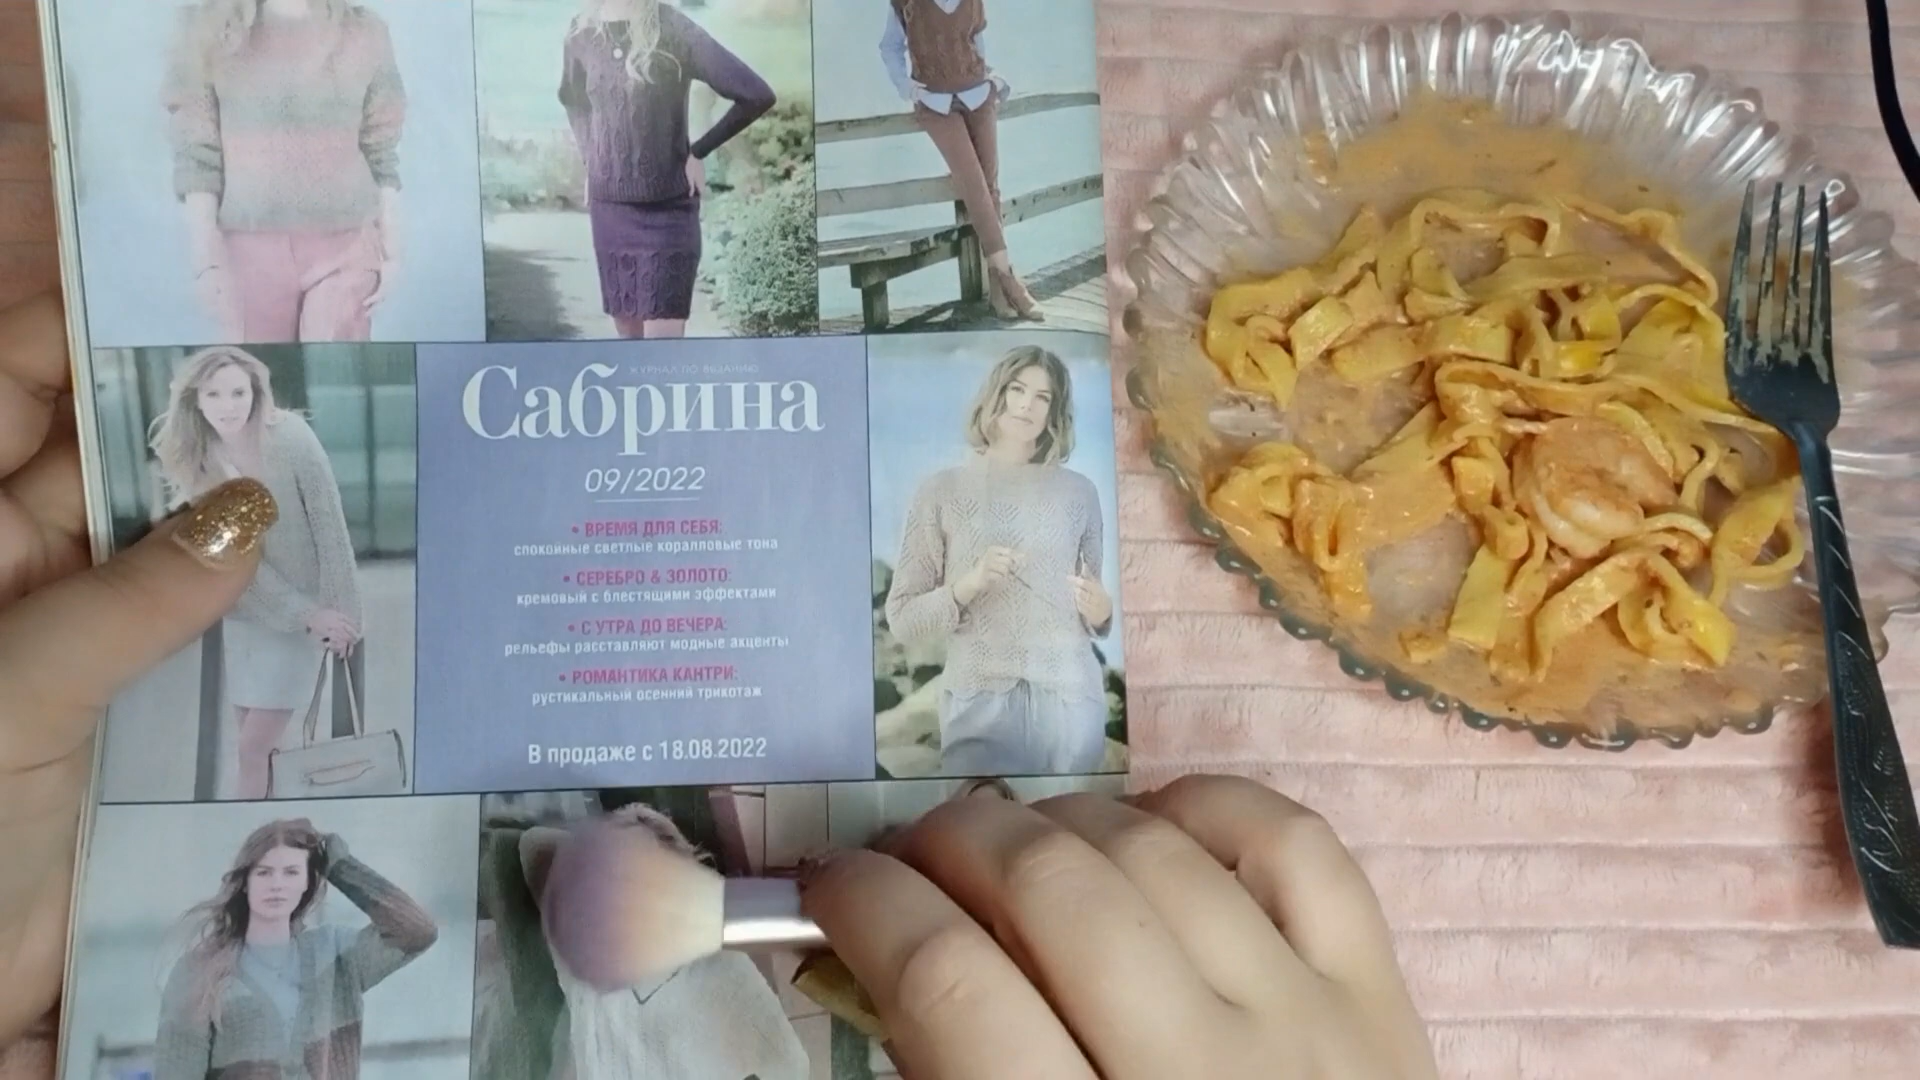 ЖУРНАЛ ПО ВЯЗАНИЮ
Сабрина
09/2022
• ВРЕМЯ ДЛЯ СЕБЯ:
спокойные светлые коралловые тона
• СЕРЕБРО & ЗОЛОТО:
кремовый с блестящими эффектами
• С УТРА ДО ВЕЧЕРА:
рельефы расставляют модные акценты
• РОМАНТИКА КАНТРИ:
рустикальный осенний трикотаж
В продаже с 18.08.2022